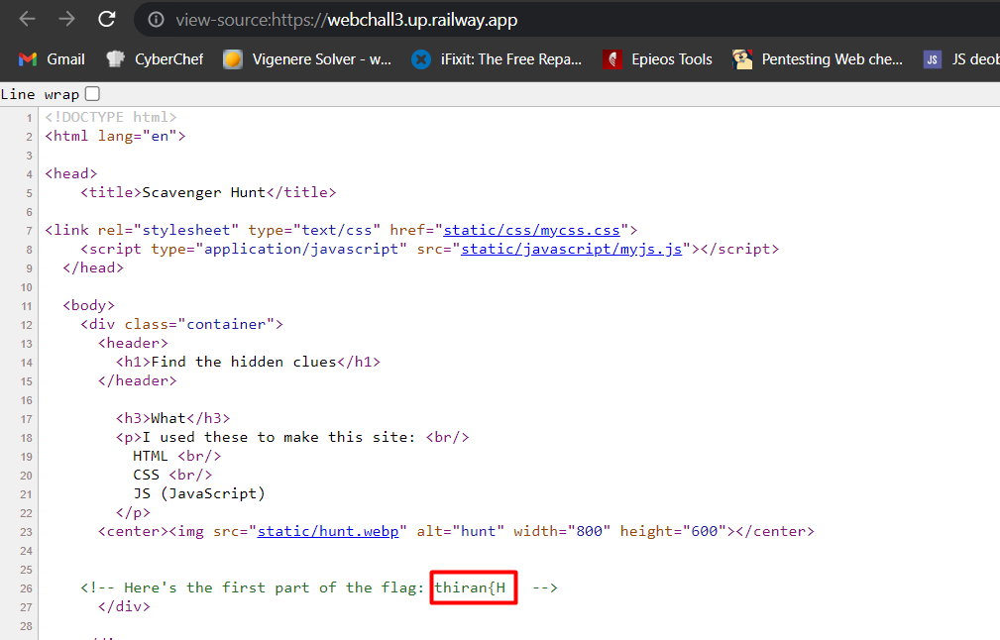 view-source:https://webchall3.up.railway.app
Gmail CyberChef Vigenere Solver - w... iFixit: The Free Repa... Epieos Tools Pentesting Web che... JS JS deob
Line wrap
1 <!DOCTYPE html>
2 <html lang="en">
3
4 <head>
5 <title>Scavenger Hunt</title>
6
7 <link rel="stylesheet" type="text/css" href="static/css/mycss.css">
8 <script type="application/javascript" src="static/javascript/myjs.js"></script>
9 </head>
10
11 <body>
12 <div class="container">
13 <header>
14 <h1>Find the hidden clues</h1>
15 </header>
16
17 <h3>What</h3>
18 <p>I used these to make this site: <br/>
19 HTML <br/>
20 CSS <br/>
21 JS (JavaScript)
22 </p>
23 <center><img src="static/hunt.webp" alt="hunt" width="800" height="600"></center>
24
25
26 <!-- Here's the first part of the flag: thiran{H -->
27 </div>
28